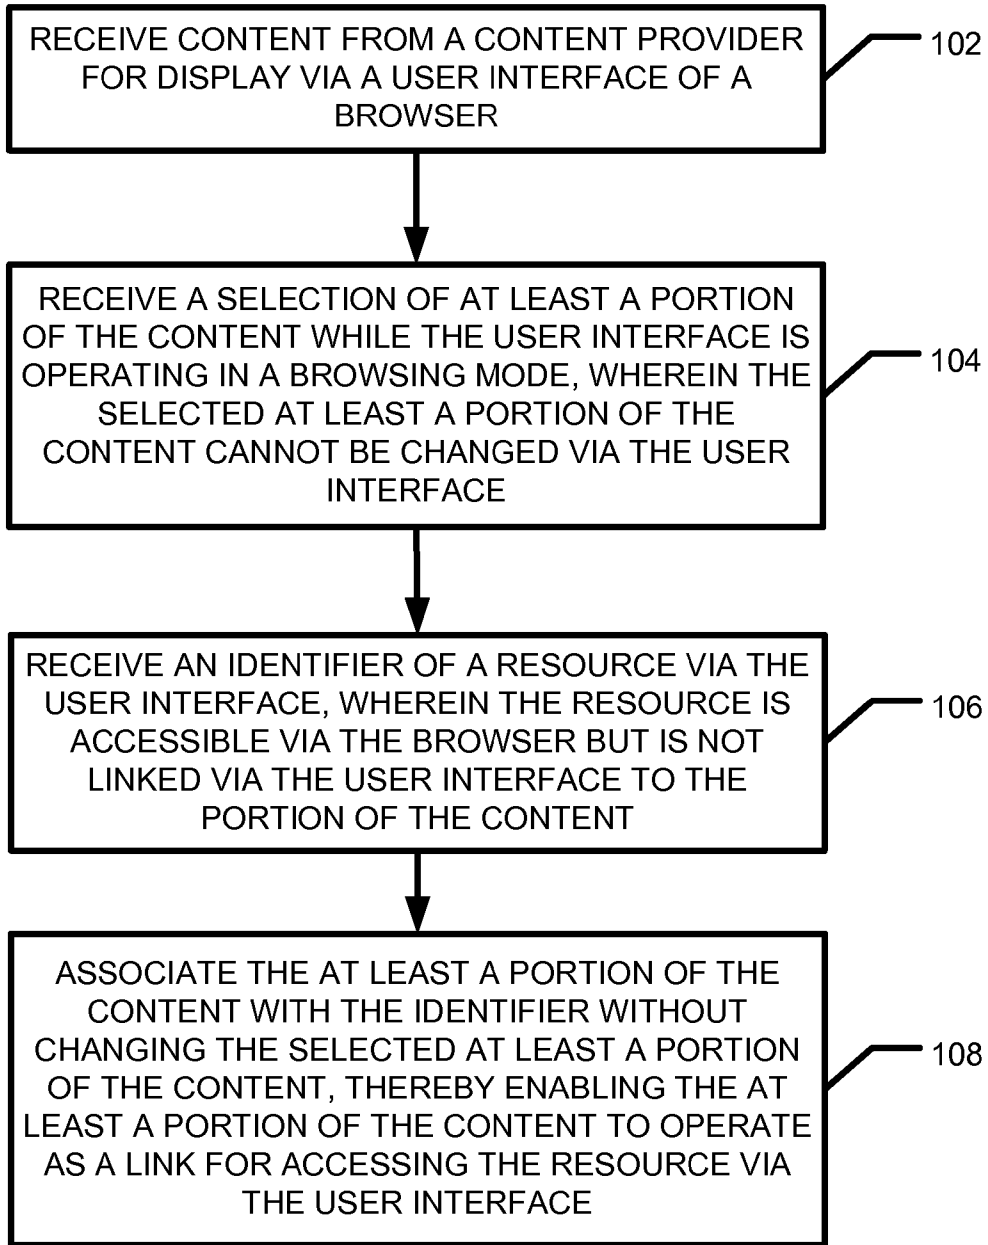 RECEIVE CONTENT FROM A CONTENT PROVIDER
FOR DISPLAY VIA A USER INTERFACE OF A
BROWSER
102
RECEIVE A SELECTION OF AT LEAST A PORTION
OF THE CONTENT WHILE THE USER INTERFACE IS
OPERATING IN A BROWSING MODE, WHEREIN THE
SELECTED AT LEAST A PORTION OF THE
CONTENT CANNOT BE CHANGED VIA THE USER
INTERFACE
104
RECEIVE AN IDENTIFIER OF A RESOURCE VIA THE
USER INTERFACE, WHEREIN THE RESOURCE IS
ACCESSIBLE VIA THE BROWSER BUT IS NOT
LINKED VIA THE USER INTERFACE TO THE
PORTION OF THE CONTENT
106
ASSOCIATE THE AT LEAST A PORTION OF THE
CONTENT WITH THE IDENTIFIER WITHOUT
CHANGING THE SELECTED AT LEAST A PORTION
OF THE CONTENT, THEREBY ENABLING THE AT
LEAST A PORTION OF THE CONTENT TO OPERATE
AS A LINK FOR ACCESSING THE RESOURCE VIA
THE USER INTERFACE
108